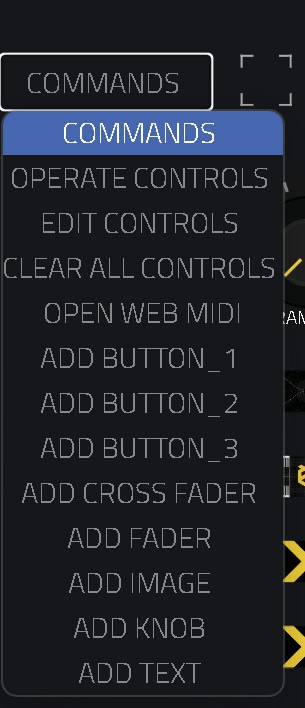 COMMANDS
COMMANDS
OPERATE CONTROLS
EDIT CONTROLS
CLEAR ALL CONTROLS
OPEN WEB MIDI
ADD BUTTON_1
ADD BUTTON_2
ADD BUTTON_3
ADD CROSS FADER
ADD FADER
ADD IMAGE
ADD KNOB
ADD TEXT